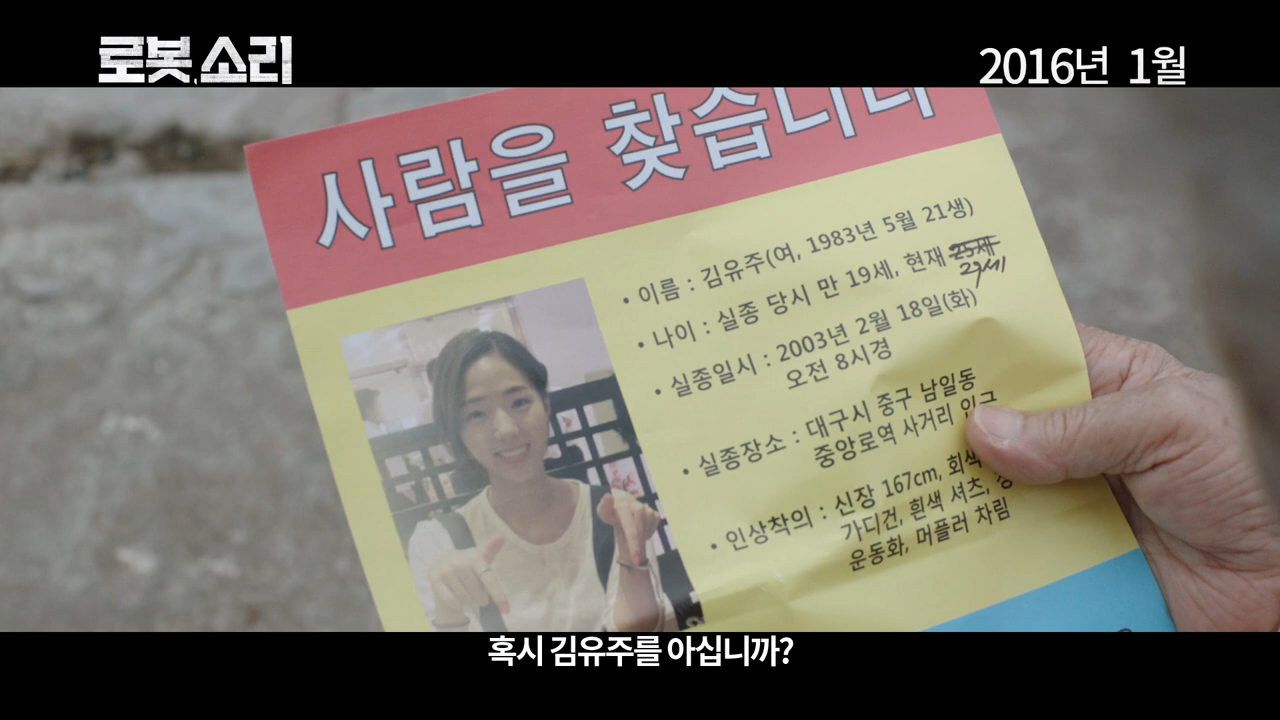 로봇, 소리
2016년 1월
사람을 찾습니다
• 이름 : 김유주(여, 1983년 5월 21생)
• 나이 : 실종 당시 만 19세, 현재 25세
29세
• 실종일시 : 2003년 2월 18일(화)
오전 8시경
• 실종장소 : 대구시 중구 남일동
중앙로역 사거리 인근
• 인상착의 : 신장 167cm, 회색
가디건, 흰색 셔츠,
운동화, 머플러 차림
혹시 김유주를 아십니까?